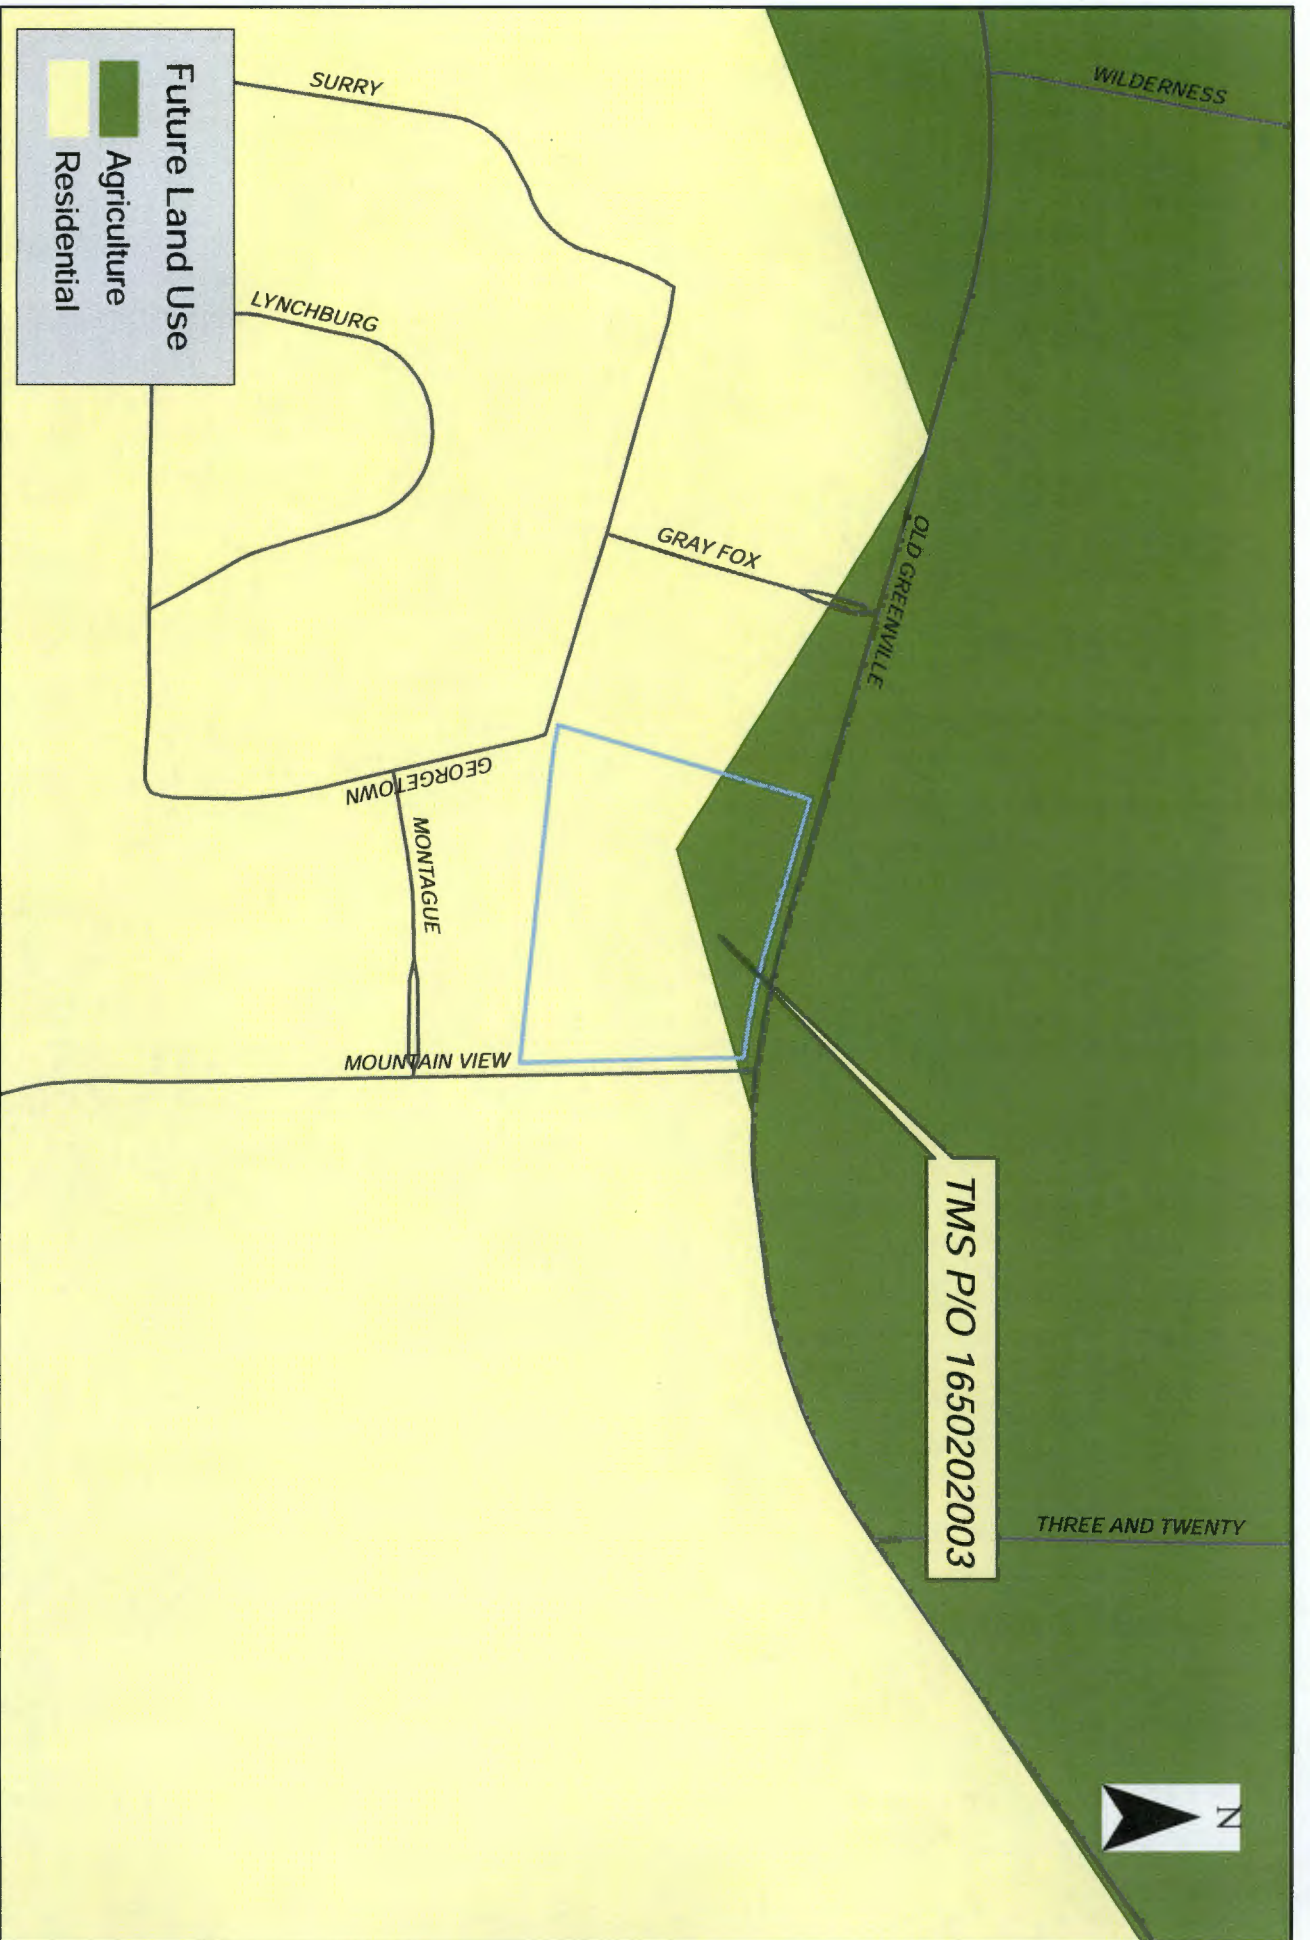 WILDERNESS
SURRY
LYNCHBURG
GRAY FOX
OLD GREENVILLE
GEORGETOWN
MONTAGUE
MOUNTAIN VIEW
TMS P/O 165020203
THREE AND TWENTY
N
Future Land Use
Agriculture
Residential